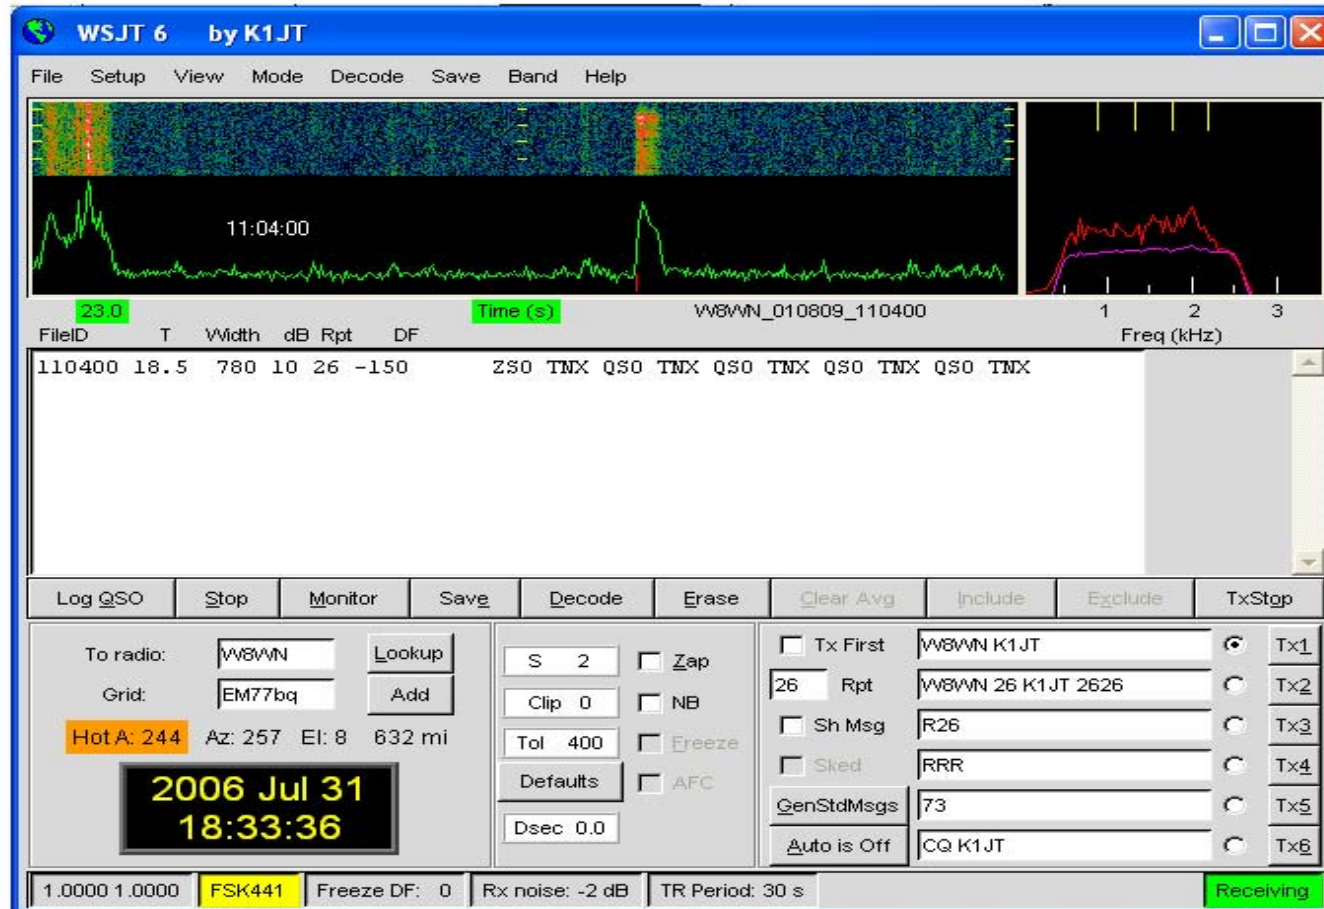 WSJT 6 by K1JT
File Setup View Mode Decode Save Band Help
11:04:00
23.0 Time (s) W8WN_010809_110400 1 2 3
FileID T Width dB Rpt DF Freq (kHz)
110400 18.5 780 10 26 -150 ZSO TNX QSO TNX QSO TNX QSO TNX QSO TNX
Log QSO Stop Monitor Save Decode Erase Clear Avg Include Exclude TxStop
To radio: W8WN Lookup
Grid: EM77bq Add
Hot A: 244 Az: 257 El: 8 632 mi
2006 Jul 31
18:33:36
S 2 Zap
Clip 0 NB
Tol 400 Freeze
Defaults AFC
Dsec 0.0
Tx First W8WN K1JT Tx1
26 Rpt W8WN 26 K1JT 2626 Tx2
Sh Msg R26 Tx3
Sked RRR Tx4
GenStdMsgs 73 Tx5
Auto is Off CQ K1JT Tx6
1.0000 1.0000 FSK441 Freeze DF: 0 Rx noise: -2 dB TR Period: 30 s Receiving